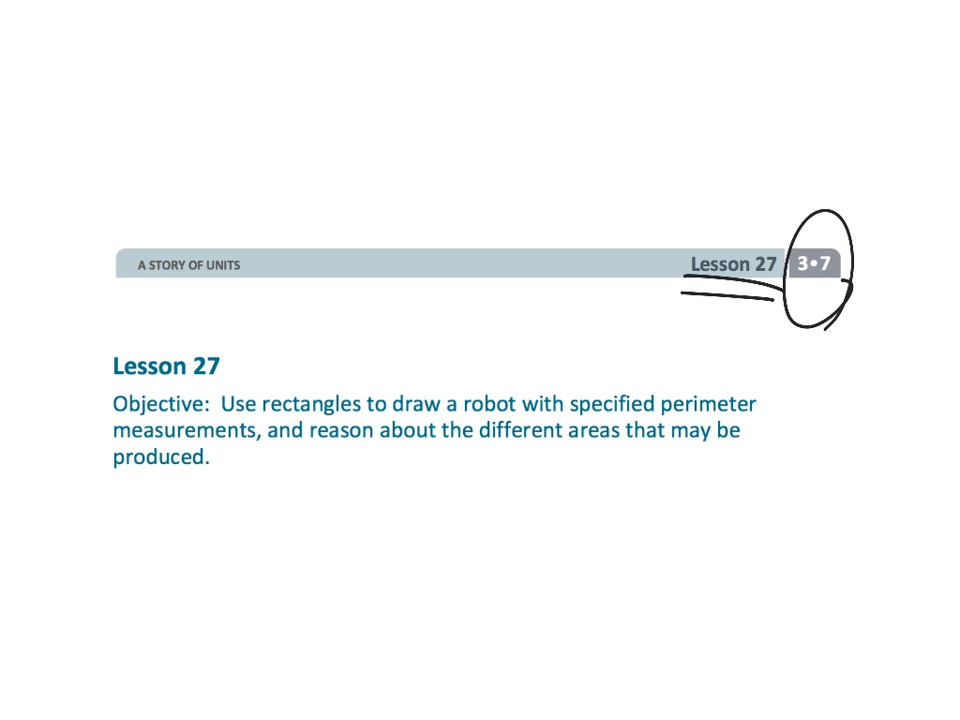 A STORY OF UNITS Lesson 27 3•7
Lesson 27
Objective: Use rectangles to draw a robot with specified perimeter
measurements, and reason about the different areas that may be
produced.